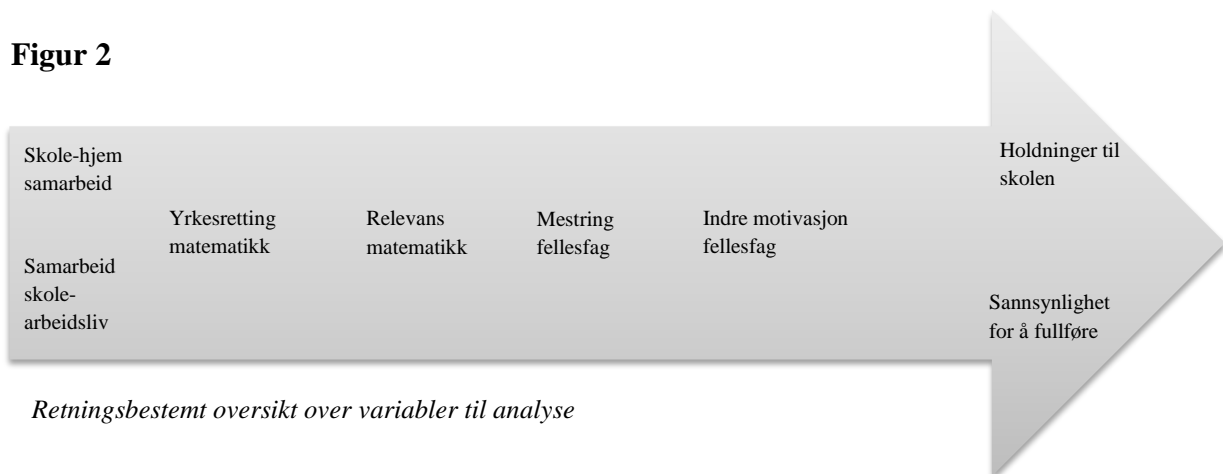 Figur 2
Skole-hjem
samarbeid
Samarbeid
skole-
arbeidsliv
Yrkesretting
matematikk
Relevans
matematikk
Mestring
fellesfag
Indre motivasjon
fellesfag
Holdninger til
skolen
Sannsynlighet
for å fullføre
Retningsbestemt oversikt over variabler til analyse